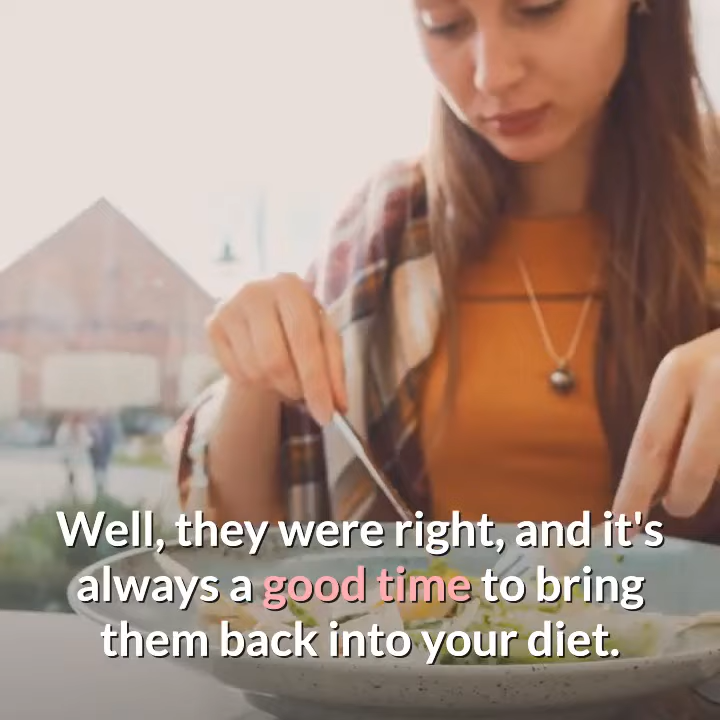 Well, they were right, and it's
always a good time to bring
them back into your diet.